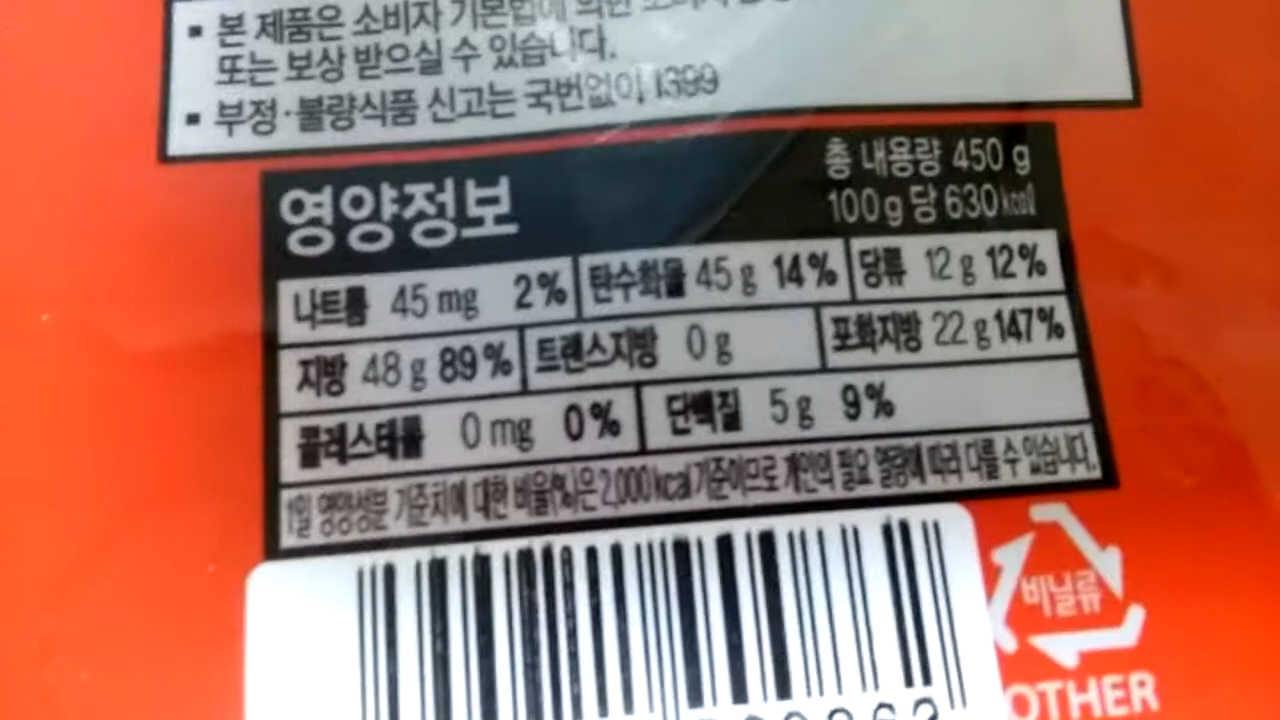 ▪ 본 제품은 소비자 기본법에 의한
또는 보상 받으실 수 있습니다.
▪ 부정·불량식품 신고는 국번없이 1399
영양정보
총 내용량 450 g
100 g 당 630 kcal
나트륨 45 mg 2% 탄수화물 45 g 14% 당류 12 g 12%
지방 48 g 89% 트랜스지방 0 g 포화지방 22 g 147%
콜레스테롤 0 mg 0% 단백질 5 g 9%
1일 영양성분 기준치에 대한 비율(%)은 2,000 kcal 기준이므로 개인의 필요 열량에 따라 다를 수 있습니다.
비닐류
OTHER